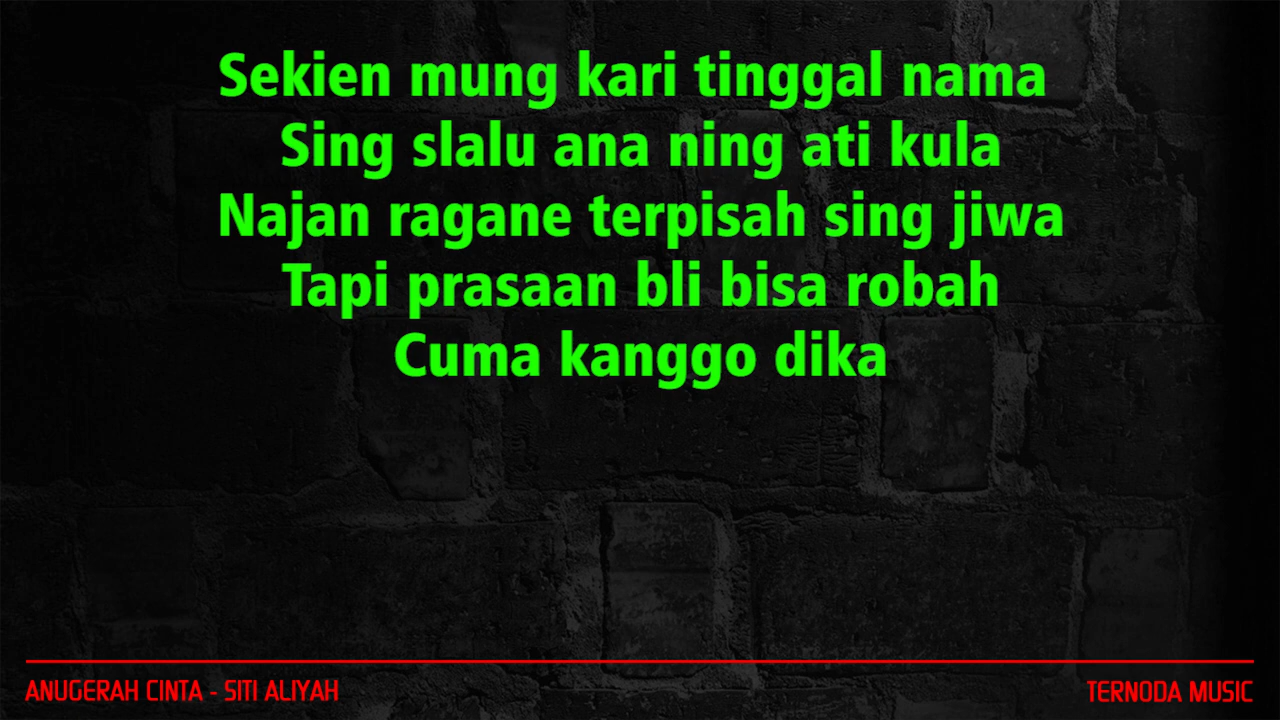 Sekien mung kari tinggal nama
Sing slalu ana ning ati kula
Najan ragane terpisah sing jiwa
Tapi prasaan bli bisa robah
Cuma kanggo dika
ANUGERAH CINTA - SITI ALIYAH
TERNODA MUSIC